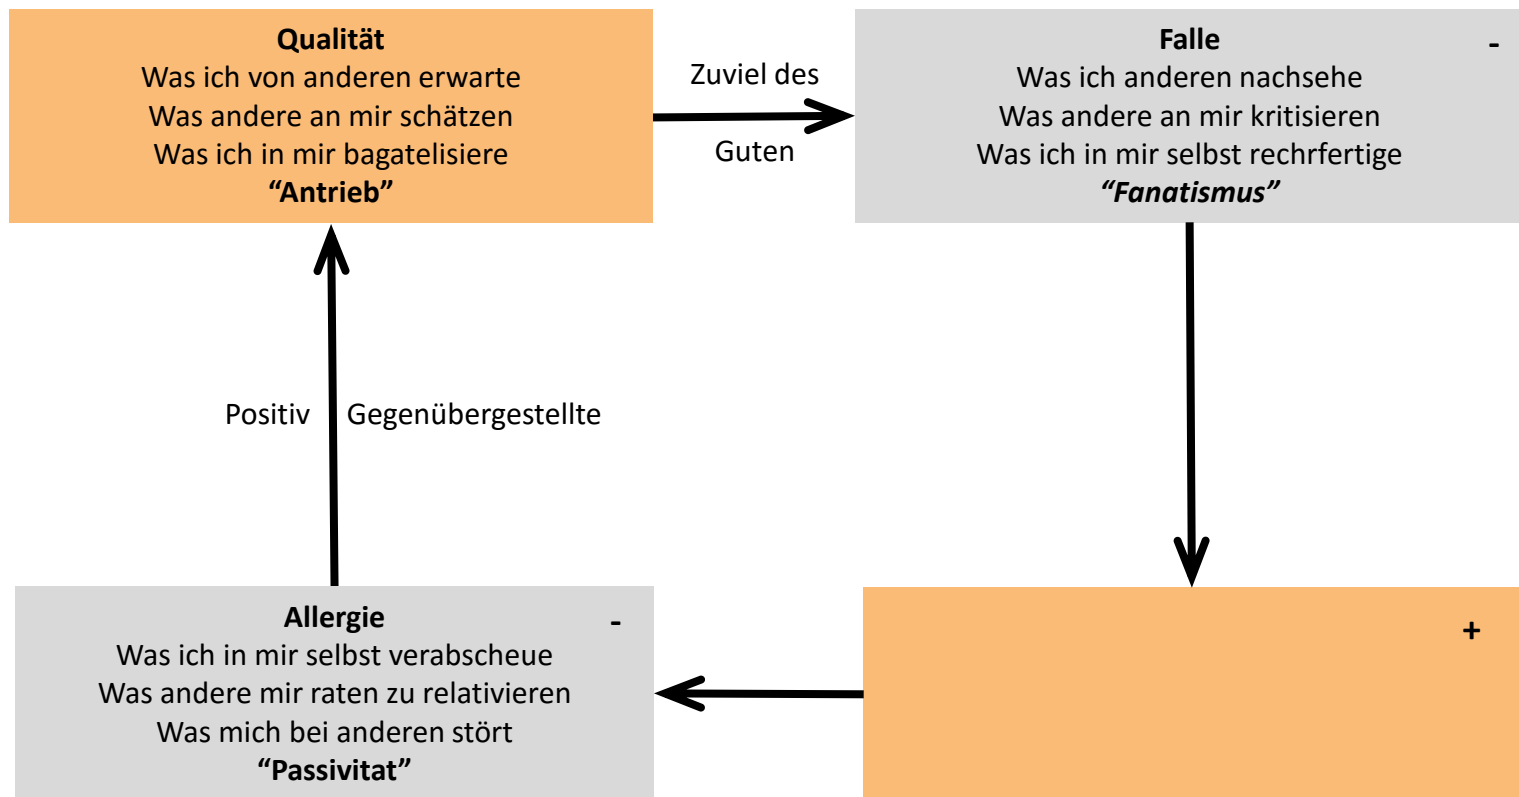 Qualität
Was ich von anderen erwarte
Was andere an mir schätzen
Was ich in mir bagatelisiere
“Antrieb”
Zuviel des
Guten
Falle
-
Was ich anderen nachsehe
Was andere an mir kritisieren
Was ich in mir selbst rechrfertige
“Fanatismus”
Positiv
Gegenübergestellte
Allergie
-
Was ich in mir selbst verabscheue
Was andere mir raten zu relativieren
Was mich bei anderen stört
“Passivitat”
+